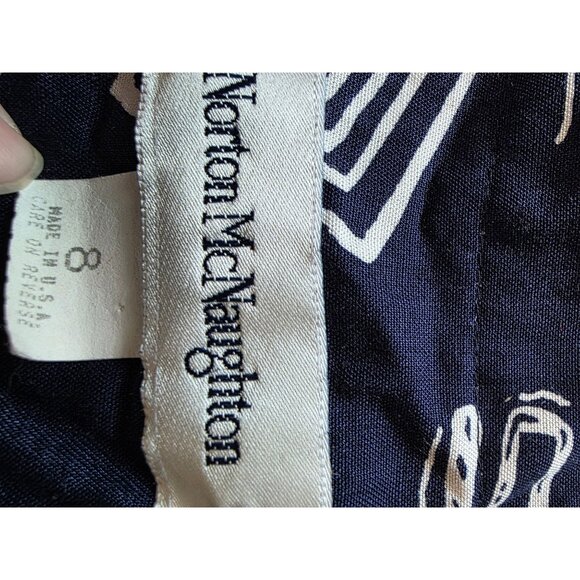 Norton McNaughton
8
MADE IN U.S.A.
CARE ON REVERSE